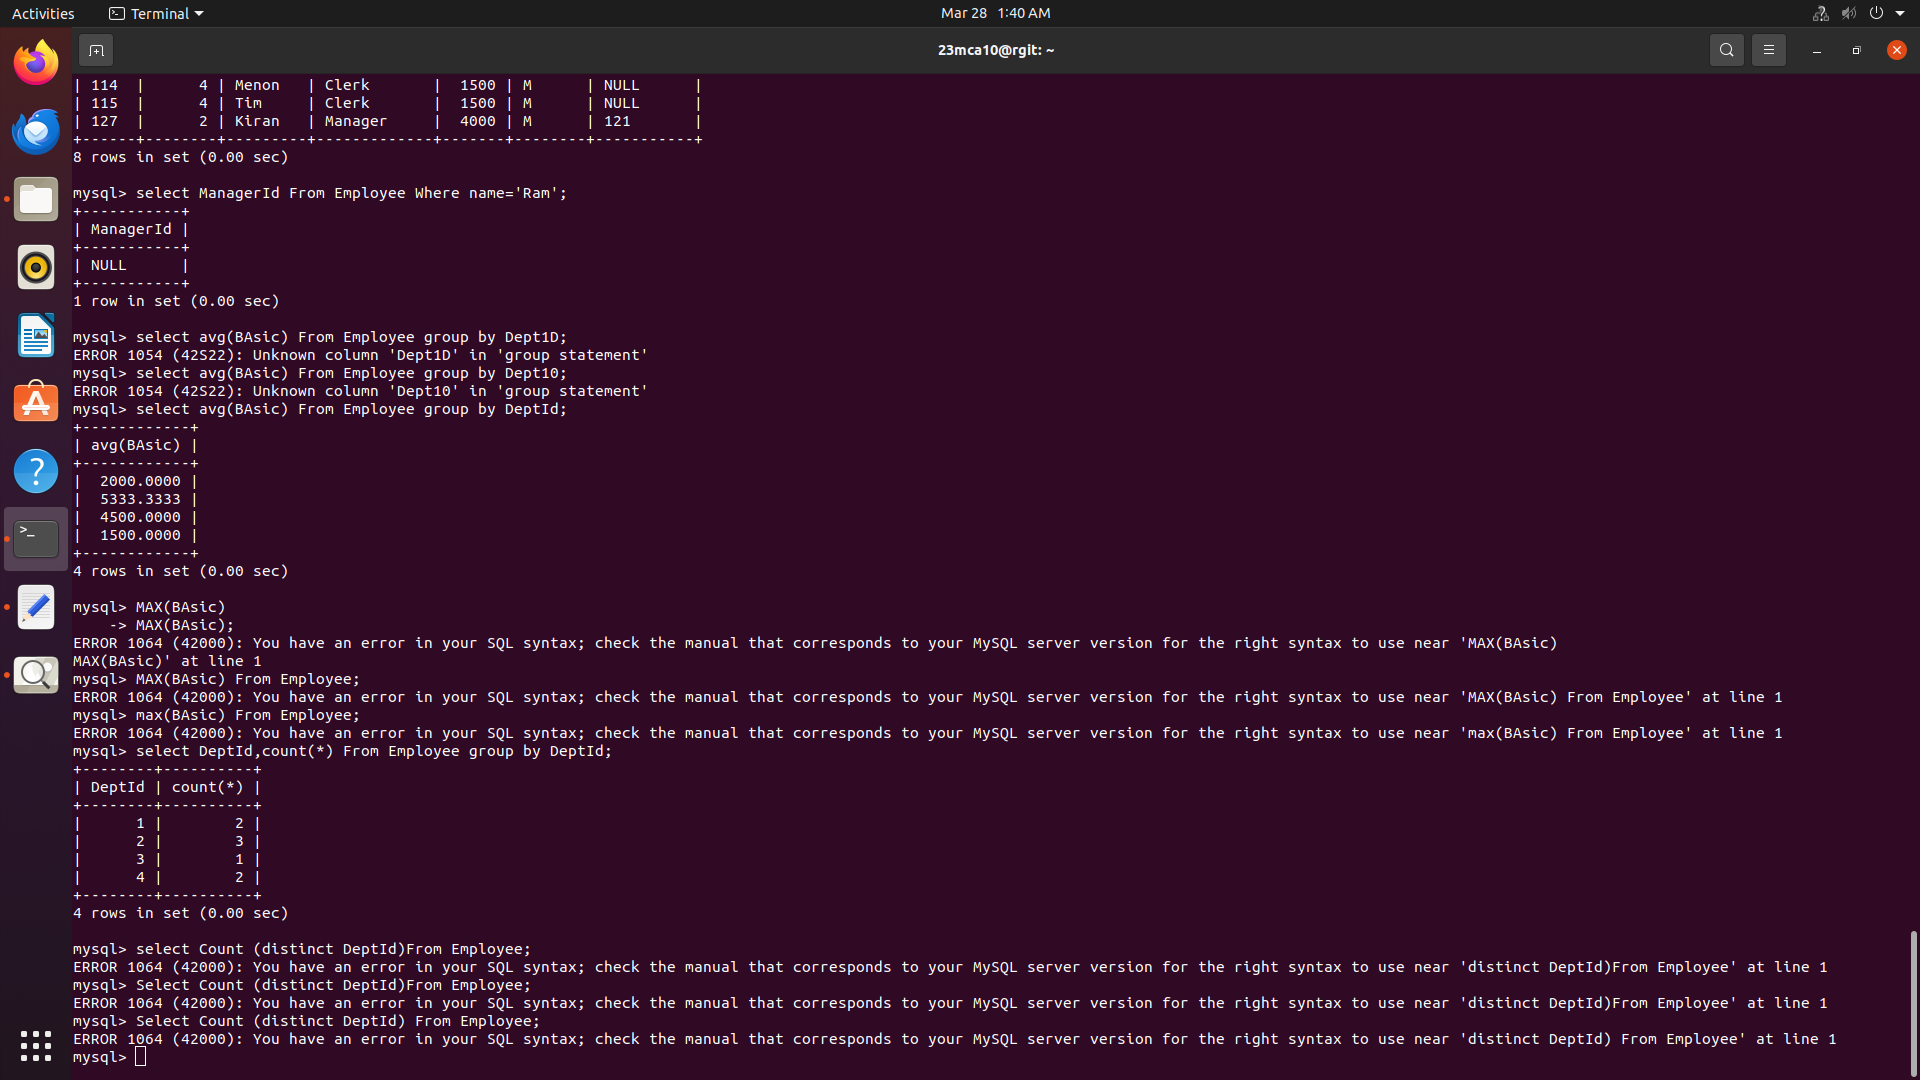 Activities Terminal Mar 28 1:40 AM
23mca10@rgit: ~
| 114  |      4 | Menon   | Clerk       |  1500 | M      | NULL      |
| 115  |      4 | Tim     | Clerk       |  1500 | M      | NULL      |
| 127  |      2 | Kiran   | Manager     |  4000 | M      | 121       |
+------+--------+---------+-------------+-------+--------+-----------+
8 rows in set (0.00 sec)
mysql> select ManagerId From Employee Where name='Ram';
+-----------+
| ManagerId |
+-----------+
| NULL      |
+-----------+
1 row in set (0.00 sec)
mysql> select avg(BAsic) From Employee group by Dept1D;
ERROR 1054 (42S22): Unknown column 'Dept1D' in 'group statement'
mysql> select avg(BAsic) From Employee group by Dept10;
ERROR 1054 (42S22): Unknown column 'Dept10' in 'group statement'
mysql> select avg(BAsic) From Employee group by DeptId;
+------------+
| avg(BAsic) |
+------------+
|  2000.0000 |
|  5333.3333 |
|  4500.0000 |
|  1500.0000 |
+------------+
4 rows in set (0.00 sec)
mysql> MAX(BAsic)
    -> MAX(BAsic);
ERROR 1064 (42000): You have an error in your SQL syntax; check the manual that corresponds to your MySQL server version for the right syntax to use near 'MAX(BAsic)
MAX(BAsic)' at line 1
mysql> MAX(BAsic) From Employee;
ERROR 1064 (42000): You have an error in your SQL syntax; check the manual that corresponds to your MySQL server version for the right syntax to use near 'MAX(BAsic) From Employee' at line 1
mysql> max(BAsic) From Employee;
ERROR 1064 (42000): You have an error in your SQL syntax; check the manual that corresponds to your MySQL server version for the right syntax to use near 'max(BAsic) From Employee' at line 1
mysql> select DeptId,count(*) From Employee group by DeptId;
+--------+----------+
| DeptId | count(*) |
+--------+----------+
|      1 |        2 |
|      2 |        3 |
|      3 |        1 |
|      4 |        2 |
+--------+----------+
4 rows in set (0.00 sec)
mysql> select Count (distinct DeptId)From Employee;
ERROR 1064 (42000): You have an error in your SQL syntax; check the manual that corresponds to your MySQL server version for the right syntax to use near 'distinct DeptId)From Employee' at line 1
mysql> Select Count (distinct DeptId)From Employee;
ERROR 1064 (42000): You have an error in your SQL syntax; check the manual that corresponds to your MySQL server version for the right syntax to use near 'distinct DeptId)From Employee' at line 1
mysql> Select Count (distinct DeptId) From Employee;
ERROR 1064 (42000): You have an error in your SQL syntax; check the manual that corresponds to your MySQL server version for the right syntax to use near 'distinct DeptId) From Employee' at line 1
mysql>